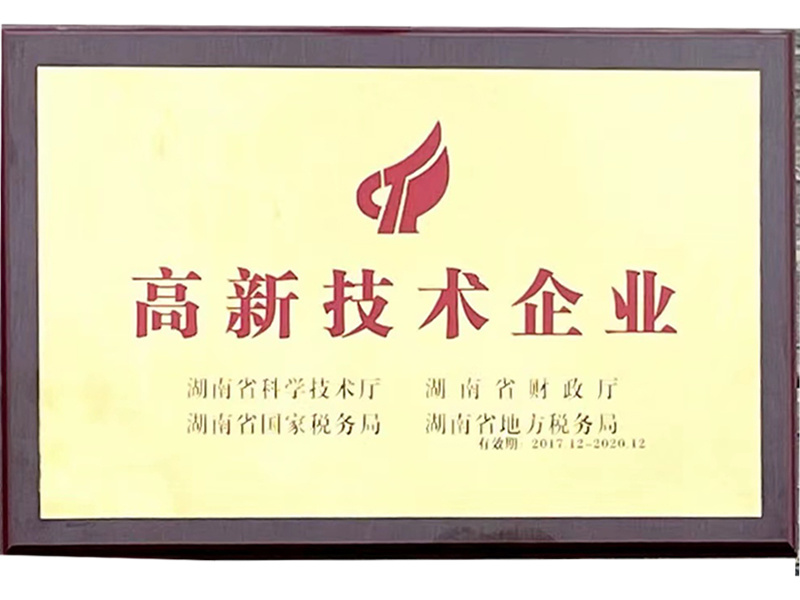 高新技术企业
湖南省科学技术厅 湖南省财政厅
湖南省国家税务局 湖南省地方税务局
有效期: 2017.12-2020.12